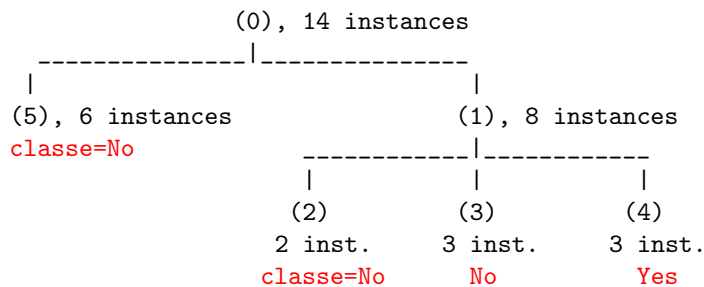 (0), 14 instances
(5), 6 instances (1), 8 instances
classe=No
(2) (3) (4)
2 inst. 3 inst. 3 inst.
classe=No No Yes